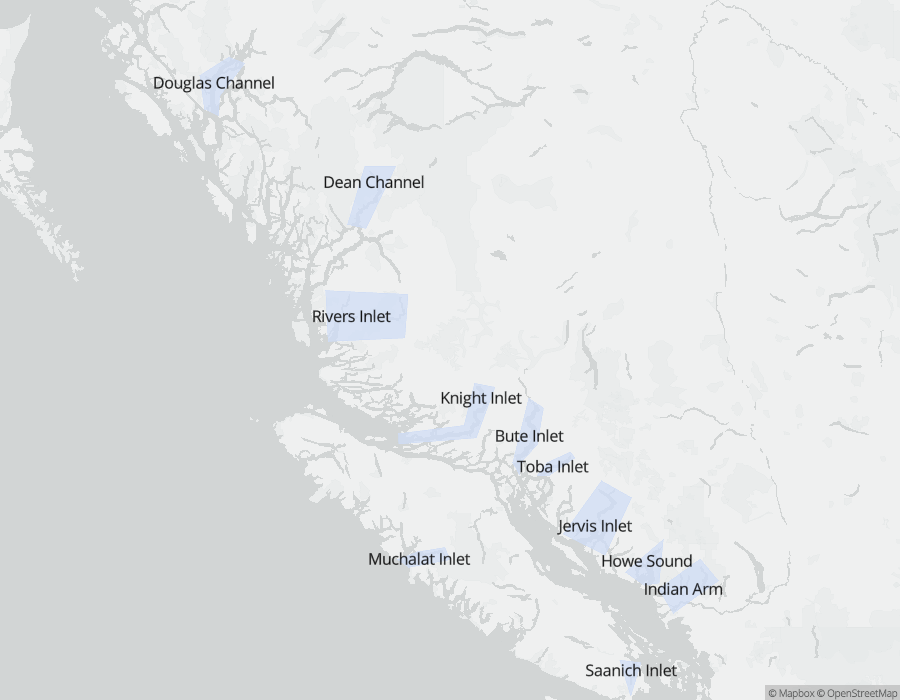 Douglas Channel
Dean Channel
Rivers Inlet
Knight Inlet
Bute Inlet
Toba Inlet
Jervis Inlet
Muchalat Inlet
Howe Sound
Indian Arm
Saanich Inlet
© Mapbox © OpenStreetMap